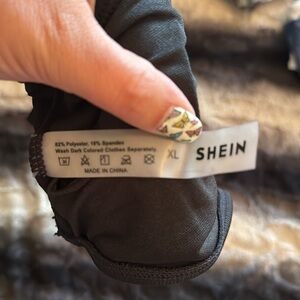 82% Polyester, 18% Spandex
Wash Dark Colored Clothes Separately.
XL
SHEIN
MADE IN CHINA